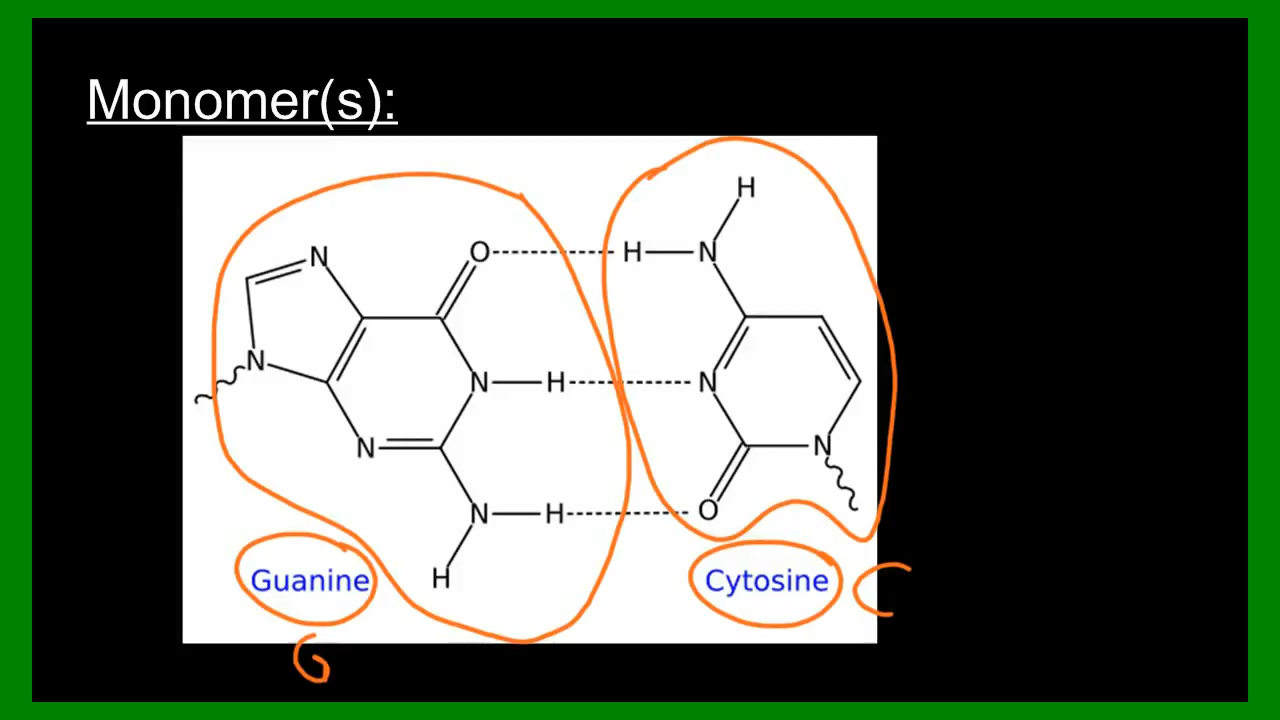 Monomer(s):
H
N
O H N
N N H N
N N
N H O
H
Guanine Cytosine C
G